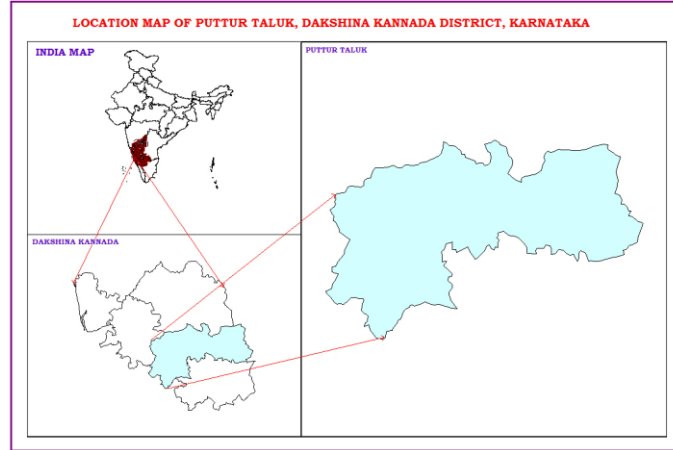 LOCATION MAP OF PUTTUR TALUK, DAKSHINA KANNADA DISTRICT, KARNATAKA
INDIA MAP
PUTTUR TALUK
DAKSHINA KANNADA